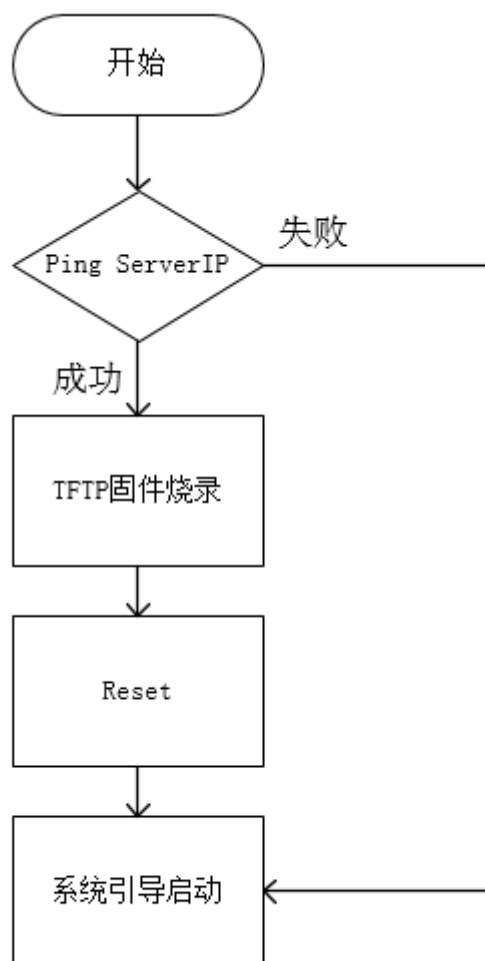 开始
失败
Ping ServerIP
成功
TFTP固件烧录
Reset
系统引导启动